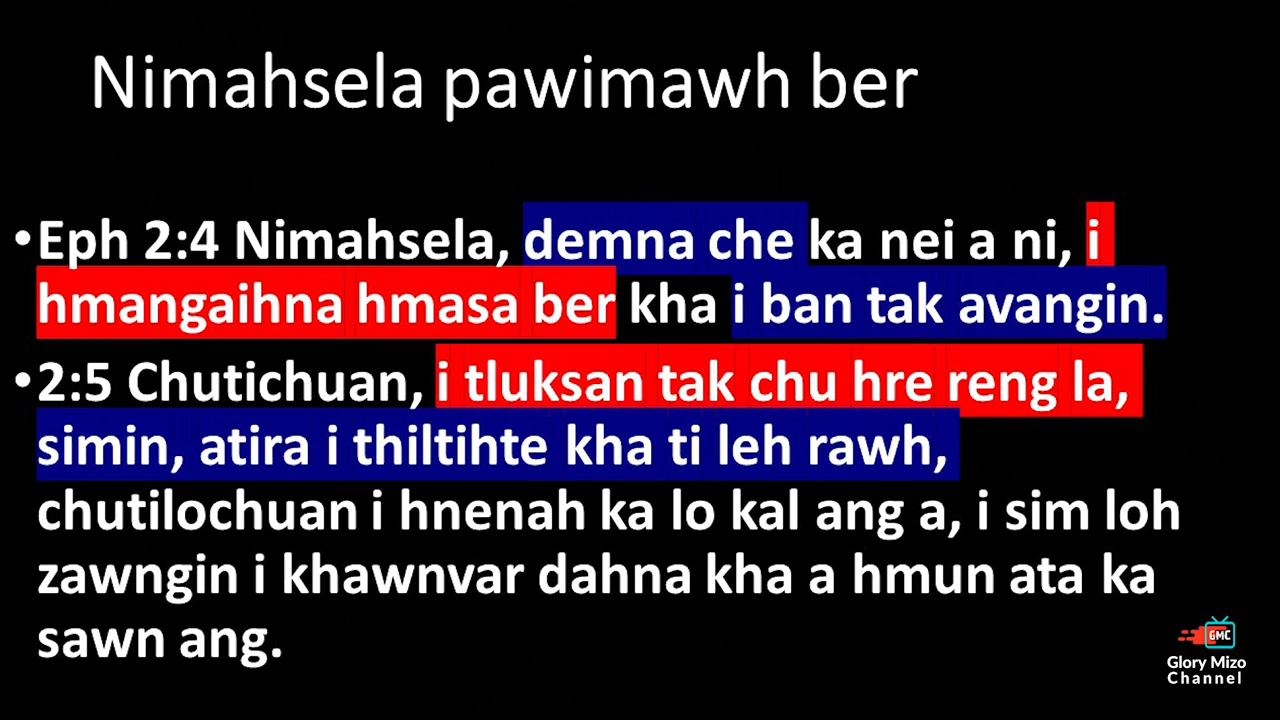 Nimahsela pawimawh ber
•Eph 2:4 Nimahsela, demna che ka nei a ni, i
hmangaihna hmasa ber kha i ban tak avangin.
•2:5 Chutichuan, i tluksan tak chu hre reng la,
simin, atira i thiltihte kha ti leh rawh,
chutilochuan i hnenah ka lo kal ang a, i sim loh
zawngin i khawnvar dahna kha a hmun ata ka
sawn ang.
GMC
Glory Mizo
Channel